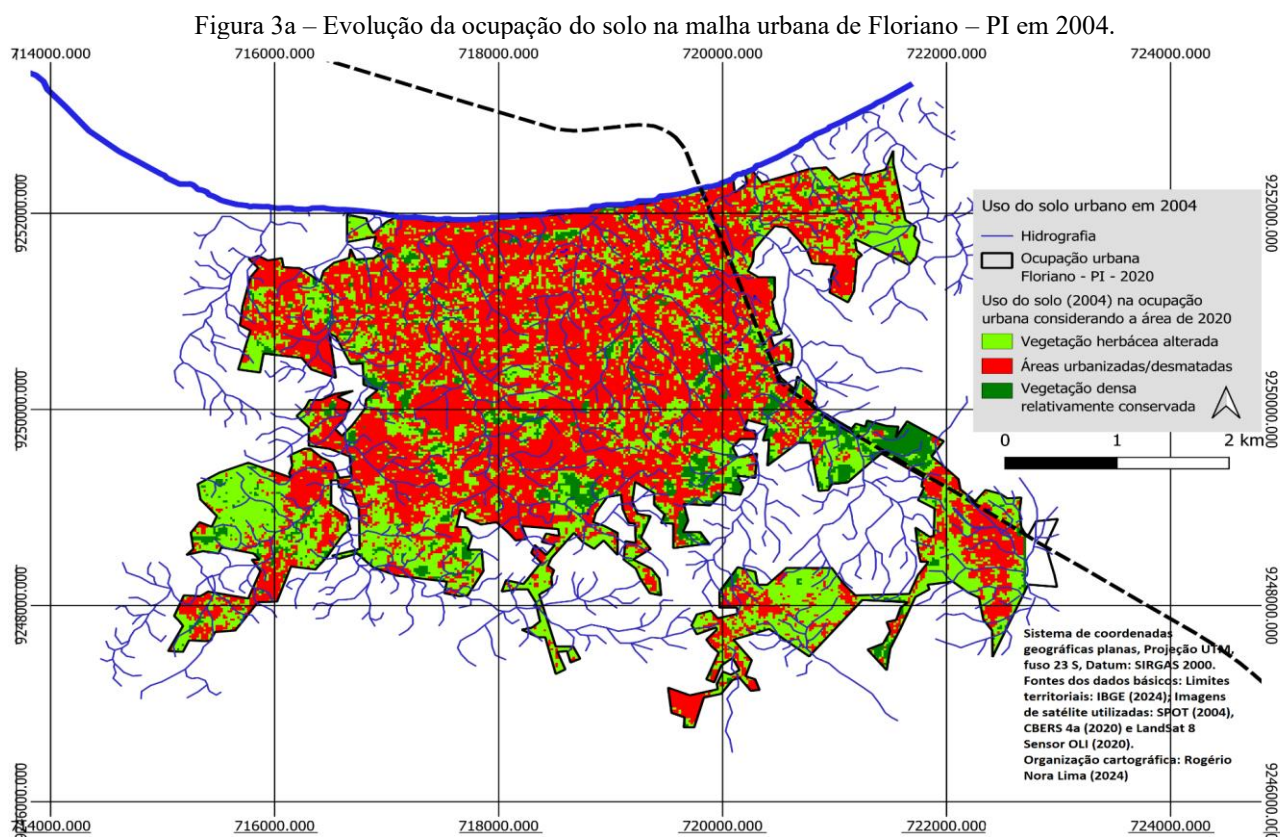 Figura 3a – Evolução da ocupação do solo na malha urbana de Floriano – PI em 2004.
714000.000
716000.000
718000.000
720000.000
722000.000
724000.000
9252000.000
9252000.000
Uso do solo urbano em 2004
Hidrografia
Ocupação urbana
Floriano - PI - 2020
Uso do solo (2004) na ocupação
urbana considerando a área de 2020
Vegetação herbácea alterada
Áreas urbanizadas/desmatadas
Vegetação densa
relativamente conservada
9250000.000
9250000.000
0 1 2 km
9248000.000
9248000.000
Sistema de coordenadas
geográficas planas, Projeção UTM,
fuso 23 S, Datum: SIRGAS 2000.
Fontes dos dados básicos: Limites
territoriais: IBGE (2024); Imagens
de satélite utilizadas: SPOT (2004),
CBERS 4a (2020) e LandSat 8
Sensor OLI (2020).
Organização cartográfica: Rogério
Nora Lima (2024)
9246000.000
9246000.000
714000.000
716000.000
718000.000
720000.000
722000.000
724000.000